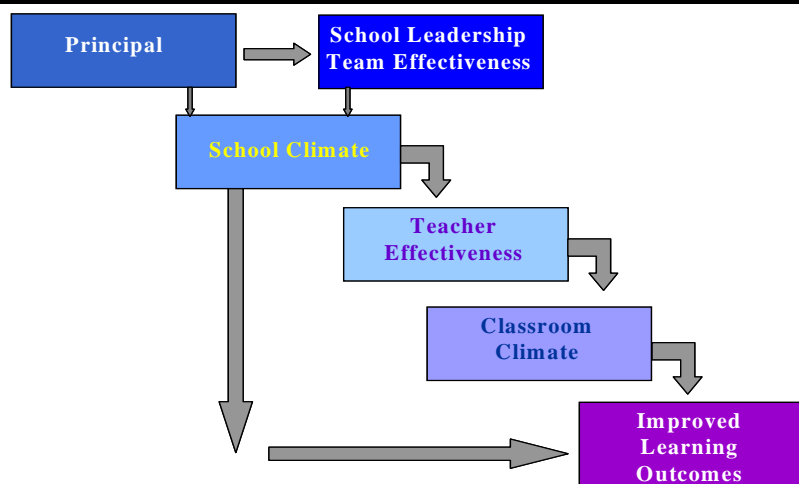 Principal
School Leadership
Team Effectiveness
School Climate
Teacher
Effectiveness
Classroom
Climate
Improved
Learning
Outcomes